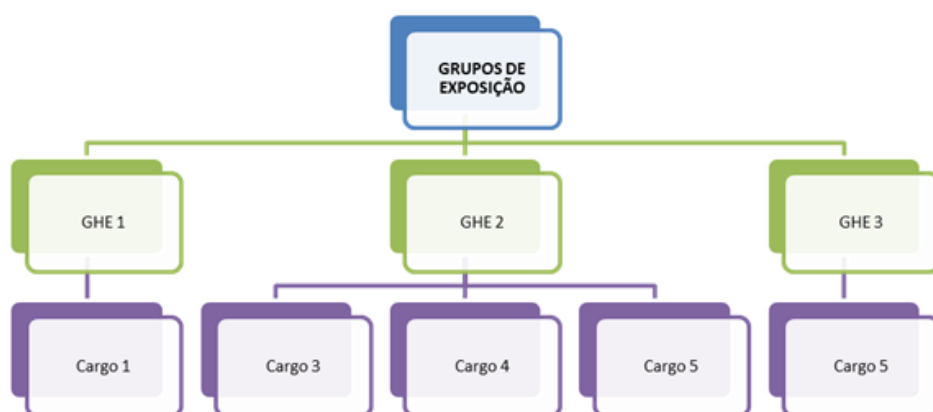 GRUPOS DE
EXPOSIÇÃO
GHE 1
GHE 2
GHE 3
Cargo 1
Cargo 3
Cargo 4
Cargo 5
Cargo 5